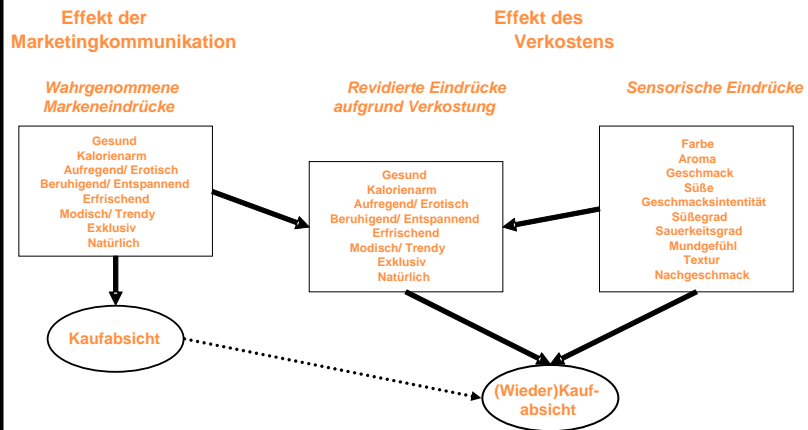 Effekt der
Marketingkommunikation
Effekt des
Verkostens
Wahrgenommene
Markeneindrücke
Revidierte Eindrücke
aufgrund Verkostung
Sensorische Eindrücke
Gesund
Kalorienarm
Aufregend/ Erotisch
Beruhigend/ Entspannend
Erfrischend
Modisch/ Trendy
Exklusiv
Natürlich
Gesund
Kalorienarm
Aufregend/ Erotisch
Beruhigend/ Entspannend
Erfrischend
Modisch/ Trendy
Exklusiv
Natürlich
Farbe
Aroma
Geschmack
Süße
Geschmacksintentität
Süßegrad
Sauerkeitsgrad
Mundgefühl
Textur
Nachgeschmack
Kaufabsicht
(Wieder)Kauf-
absicht